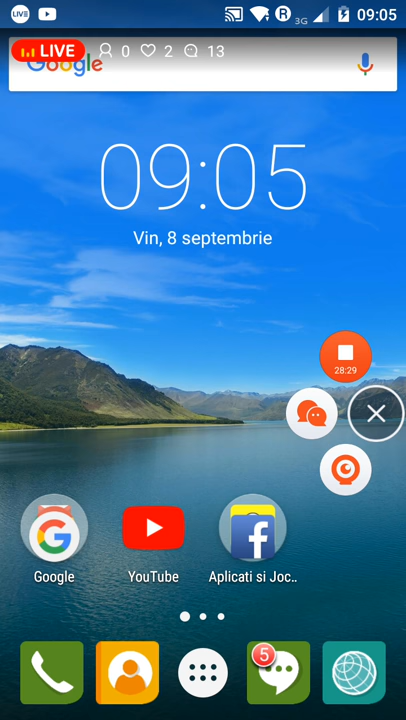 LIVE R 3G 09:05
LIVE 0 2 13
Google
09:05
Vin, 8 septembrie
28:29
G
f
Google YouTube Aplicati si Joc..
5